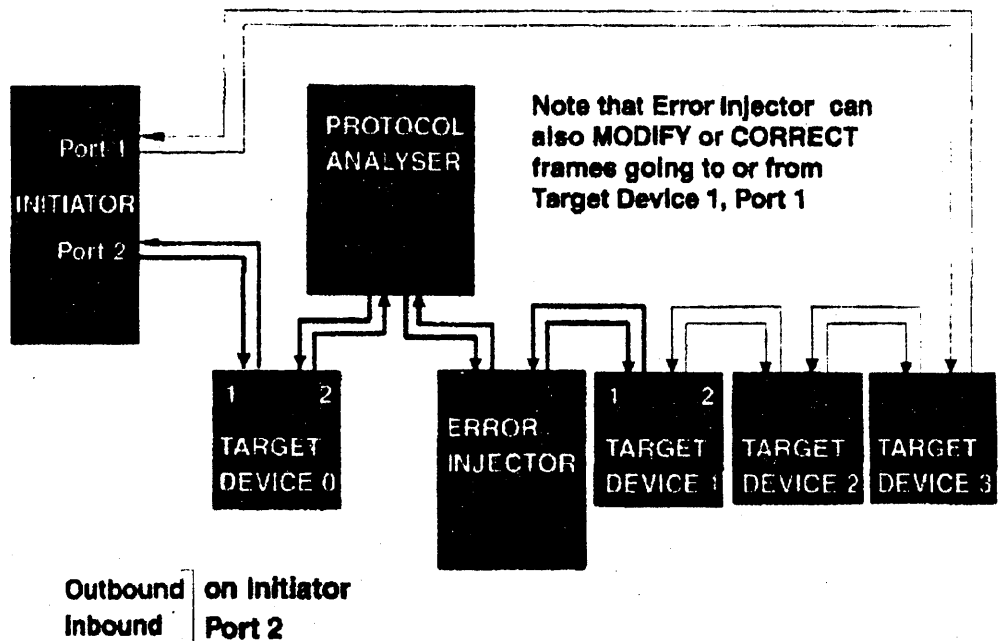 Port 1
INITIATOR
Port 2
PROTOCOL
ANALYSER
Note that Error Injector can
also MODIFY or CORRECT
frames going to or from
Target Device 1, Port 1
1 2
TARGET
DEVICE 0
ERROR
INJECTOR
1 2
TARGET
DEVICE 1
TARGET
DEVICE 2
TARGET
DEVICE 3
Outbound on Initiator
Inbound Port 2